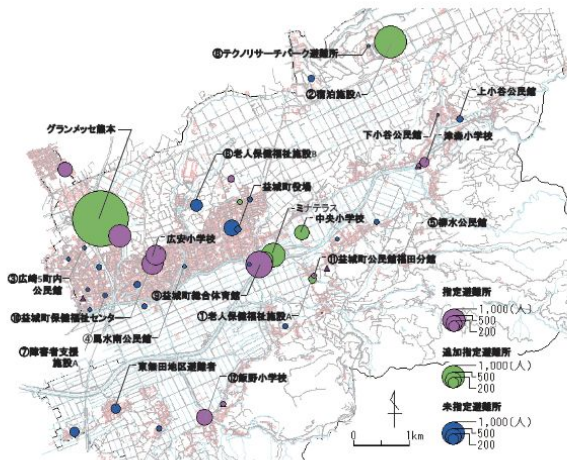 ⑧テクノリサーチパーク避難所
②宿泊施設A
上小谷公民館
グランメッセ熊本
下小谷公民館
津森小学校
⑥老人保健福祉施設B
益城町役場
ミナテラス
中央小学校
⑤櫛水公館
広安小学校
⑪益城町公民館福田分館
③広崎5町内
公民館
⑨益城町総合体育館
⑩益城町保健福祉センター
①老人保健福祉施設A
④馬水南公民館
⑦障害者支援
施設A
東無田地区避難者
⑫飯野小学校
指定避難所
1,000(人)
500
200
追加指定避難所
1,000(人)
500
200
未指定避難所
1,000(人)
500
200
0
1km